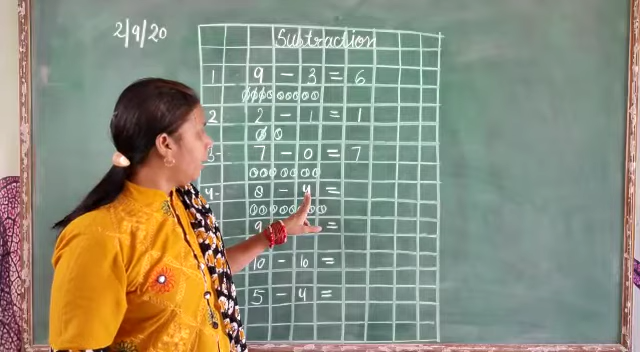 2/9/20
Subtraction
1 9 - 3 = 6
2 2 - 1 = 1
3- 7 - 0 = 7
4- 8 - 4 =
9 =
10 - 10 =
5 - 4 =